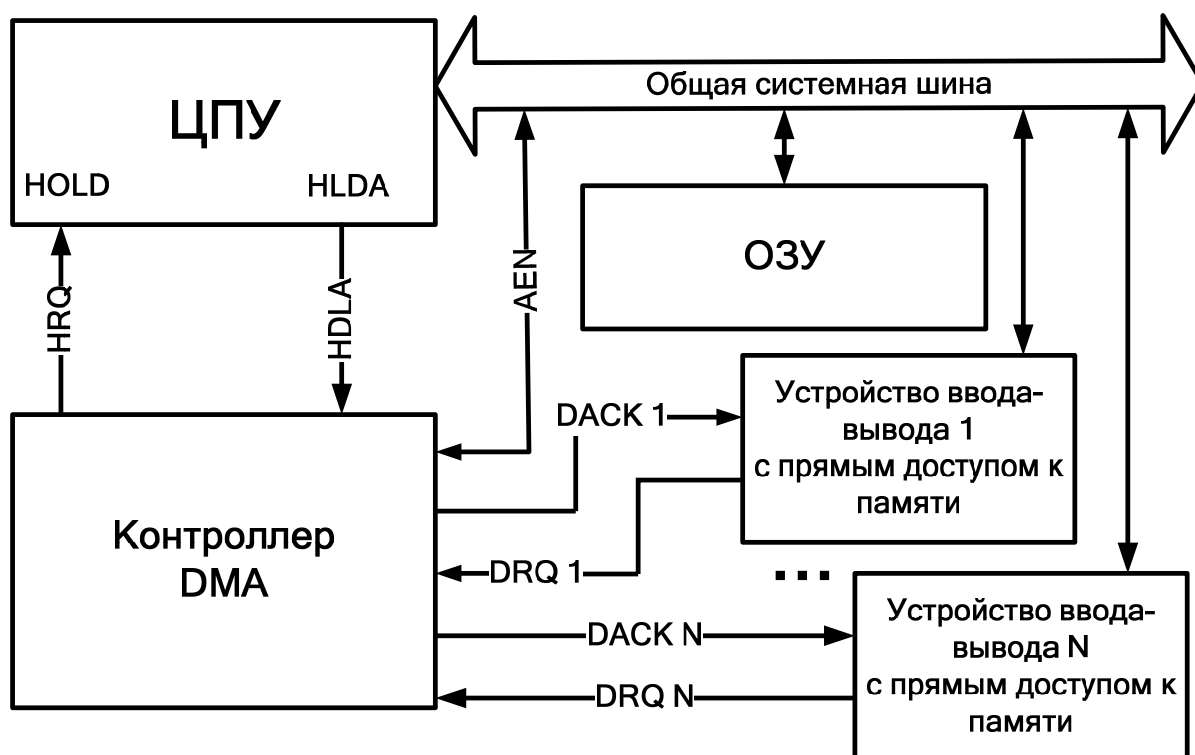 ЦПУ
HOLD
HLDA
Общая системная шина
ОЗУ
HRQ
HDLA
AEN
Контроллер
DMA
DACK 1
DRQ 1
DACK N
DRQ N
Устройство ввода-
вывода 1
с прямым доступом к
памяти
...
Устройство ввода-
вывода N
с прямым доступом к
памяти